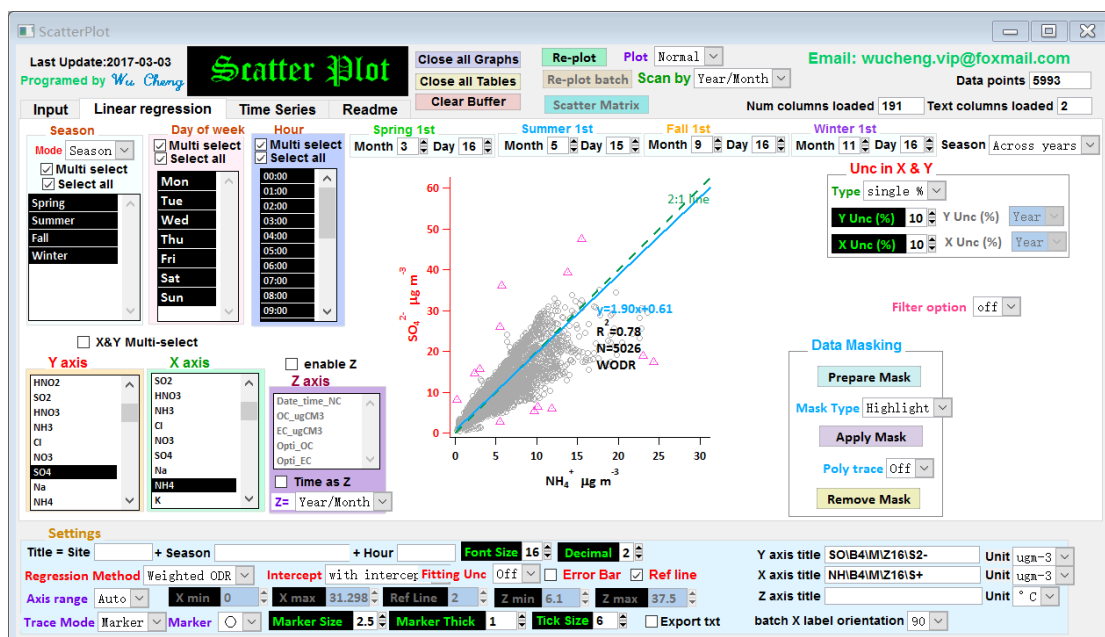 ScatterPlot
Last Update:2017-03-03
Programed by Wu Cheng
Scatter Plot
Close all Graphs
Close all Tables
Clear Buffer
Re-plot Plot Normal
Re-plot batch Scan by Year/Month
Scatter Matrix
Email: wucheng.vip@foxmail.com
Data points 5993
Num columns loaded 191 Text columns loaded 2
Input Linear regression Time Series Readme
Season
Mode Season
Multi select
Select all
Spring
Summer
Fall
Winter
Day of week
Multi select
Select all
Mon
Tue
Wed
Thu
Fri
Sat
Sun
Hour
Multi select
Select all
00:00
01:00
02:00
03:00
04:00
05:00
06:00
07:00
08:00
09:00
Spring 1st Summer 1st Fall 1st Winter 1st
Month 3 Day 16 Month 5 Day 15 Month 9 Day 16 Month 11 Day 16 Season Across years
60
50
40
30
20
10
0
SO₄²⁻ μg m⁻³
2:1 line
y=1.90x+0.61
R²=0.78
N=5026
WODR
0 5 10 15 20 25 30
NH₄⁺ μg m⁻³
Unc in X & Y
Type single %
Y Unc (%) 10 Y Unc (%) Year
X Unc (%) 10 X Unc (%) Year
Filter option off
Data Masking
Prepare Mask
Mask Type Highlight
Apply Mask
Poly trace Off
Remove Mask
X&Y Multi-select
Y axis
HNO2
SO2
HNO3
NH3
Cl
NO3
SO4
Na
NH4
X axis
SO2
HNO3
NH3
Cl
NO3
SO4
Na
NH4
K
enable Z
Z axis
Date_time_NC
OC_ugCM3
EC_ugCM3
Opti_OC
Opti_EC
Time as Z
Z= Year/Month
Settings
Title = Site + Season + Hour Font Size 16 Decimal 2
Regression Method Weighted ODR Intercept with intercep Fitting Unc Off Error Bar Ref line
Axis range Auto X min 0 X max 31.298 Ref Line 2 Z min 6.1 Z max 37.5
Trace Mode Marker Marker Marker Size 2.5 Marker Thick 1 Tick Size 6 Export txt
Y axis title SO\B4\M\Z16\S2- Unit ugm-3
X axis title NH\B4\M\Z16\S+ Unit ugm-3
Z axis title Unit °C
batch X label orientation 90